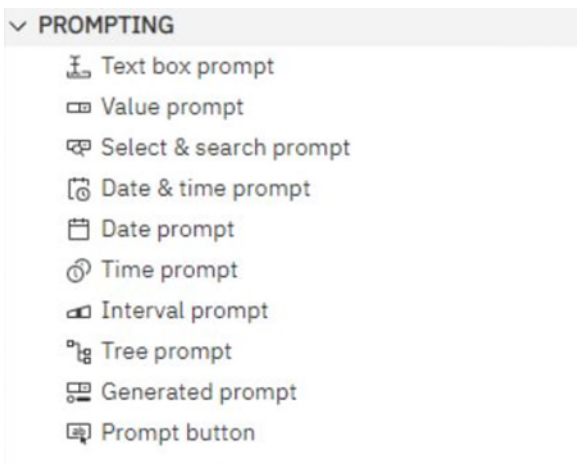 PROMPTING
Text box prompt
Value prompt
Select & search prompt
Date & time prompt
Date prompt
Time prompt
Interval prompt
Tree prompt
Generated prompt
Prompt button